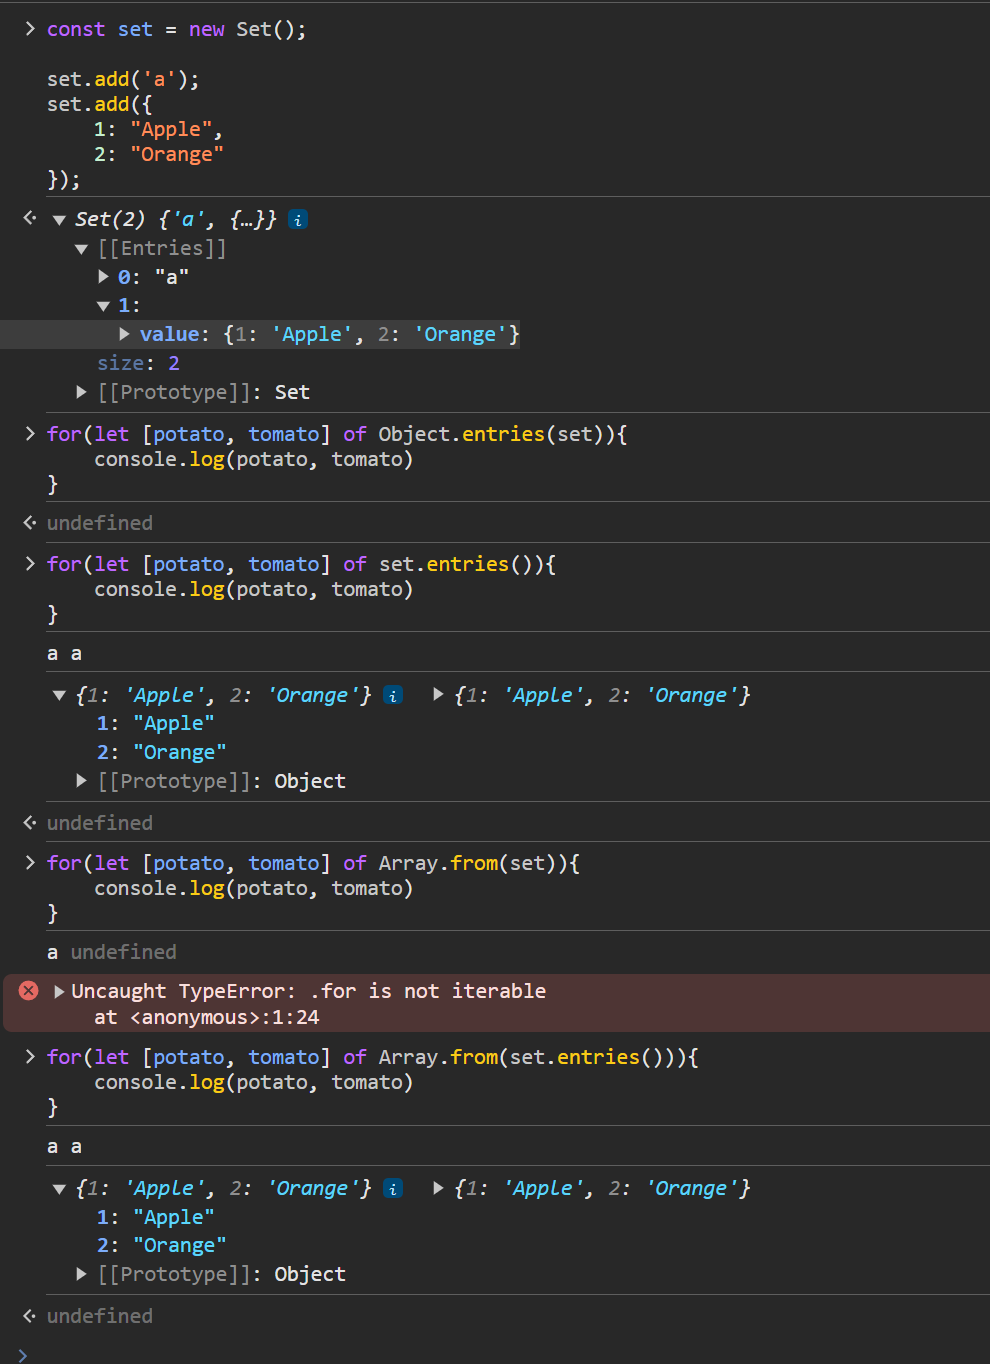 const set = new Set();
set.add('a');
set.add({
1: "Apple",
2: "Orange"
});
Set(2) {'a', {…}} i
[[Entries]]
0: "a"
1:
value: {1: 'Apple', 2: 'Orange'}
size: 2
[[Prototype]]: Set
for(let [potato, tomato] of Object.entries(set)){
console.log(potato, tomato)
}
undefined
for(let [potato, tomato] of set.entries()){
console.log(potato, tomato)
}
a a
{1: 'Apple', 2: 'Orange'} i {1: 'Apple', 2: 'Orange'}
1: "Apple"
2: "Orange"
[[Prototype]]: Object
undefined
for(let [potato, tomato] of Array.from(set)){
console.log(potato, tomato)
}
a undefined
Uncaught TypeError: .for is not iterable
at <anonymous>:1:24
for(let [potato, tomato] of Array.from(set.entries())){
console.log(potato, tomato)
}
a a
{1: 'Apple', 2: 'Orange'} i {1: 'Apple', 2: 'Orange'}
1: "Apple"
2: "Orange"
[[Prototype]]: Object
undefined